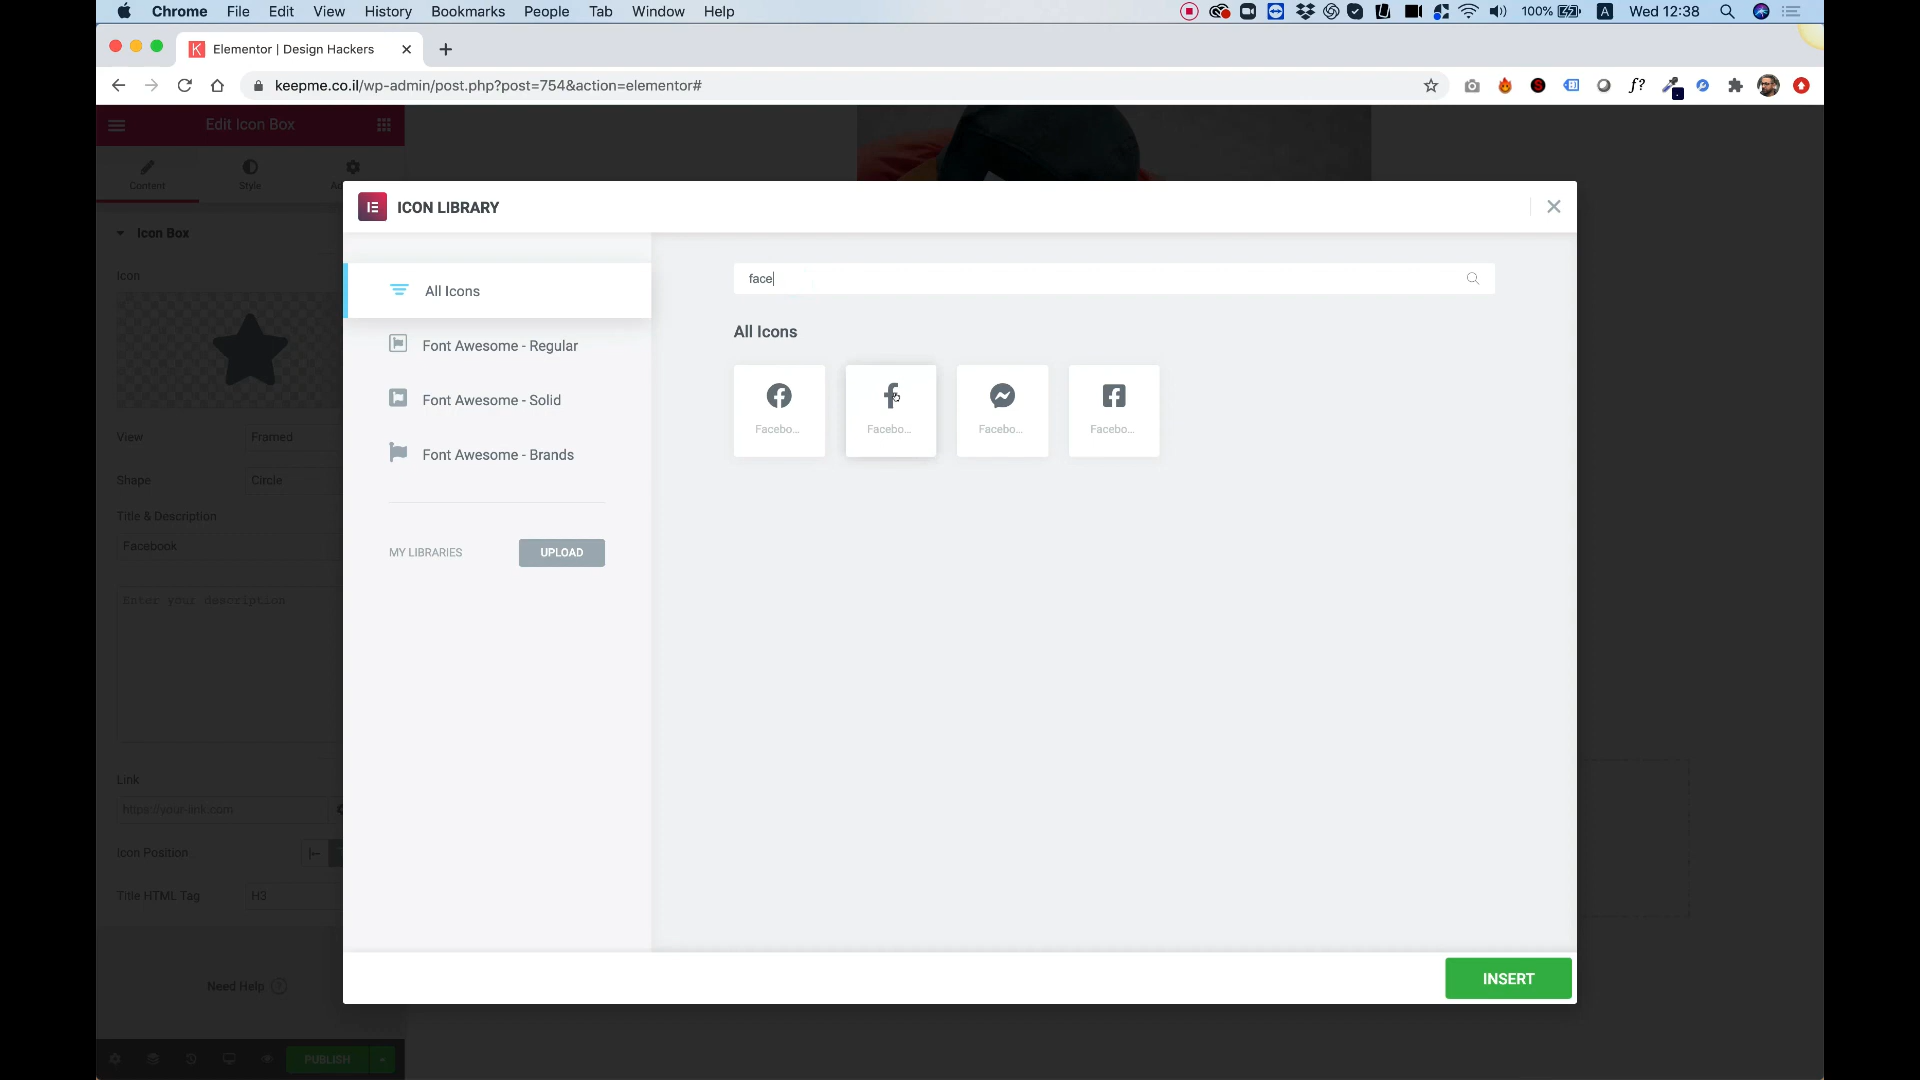 Chrome File Edit View History Bookmarks People Tab Window Help 100% A Wed 12:38
Elementor | Design Hackers
keepme.co.il/wp-admin/post.php?post=754&action=elementor#
f?
Edit Icon Box
Content Style
Icon Box
Icon
View Framed
Shape Circle
Title & Description
Facebook
Enter your description
Link
https://your-link.com
Icon Position
Title HTML Tag H3
Need Help ?
PUBLISH
ICON LIBRARY
All Icons
Font Awesome - Regular
Font Awesome - Solid
Font Awesome - Brands
MY LIBRARIES UPLOAD
face
All Icons
Facebo... Facebo... Facebo... Facebo...
INSERT